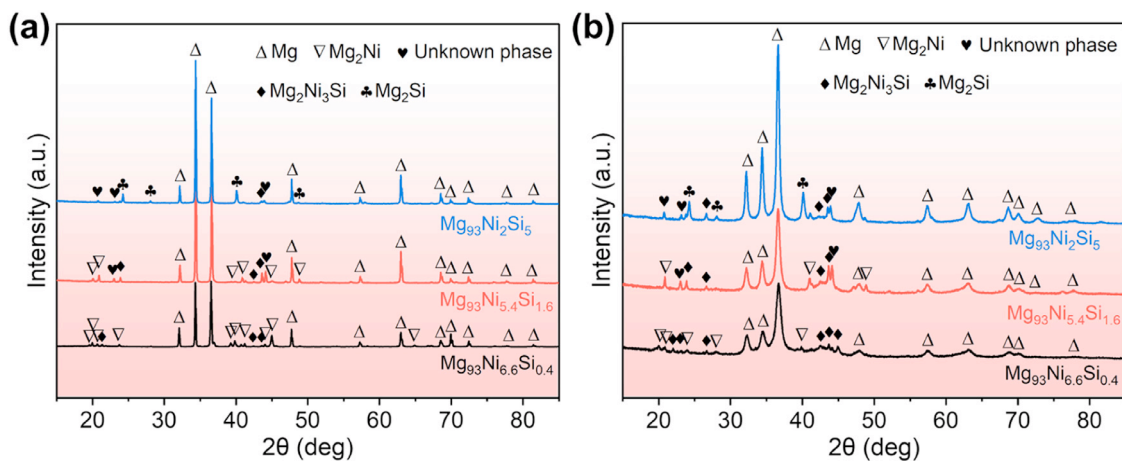 (a)
△ Mg ▽ Mg₂Ni ♥ Unknown phase
♦ Mg₂Ni₃Si ♣ Mg₂Si
Intensity (a.u.)
Mg₉₃Ni₂Si₅
Mg₉₃Ni₅.₄Si₁.₆
Mg₉₃Ni₆.₆Si₀.₄
20 30 40 50 60 70 80
2θ (deg)
(b)
△ Mg ▽ Mg₂Ni ♥ Unknown phase
♦ Mg₂Ni₃Si ♣ Mg₂Si
Intensity (a.u.)
Mg₉₃Ni₂Si₅
Mg₉₃Ni₅.₄Si₁.₆
Mg₉₃Ni₆.₆Si₀.₄
20 30 40 50 60 70 80
2θ (deg)